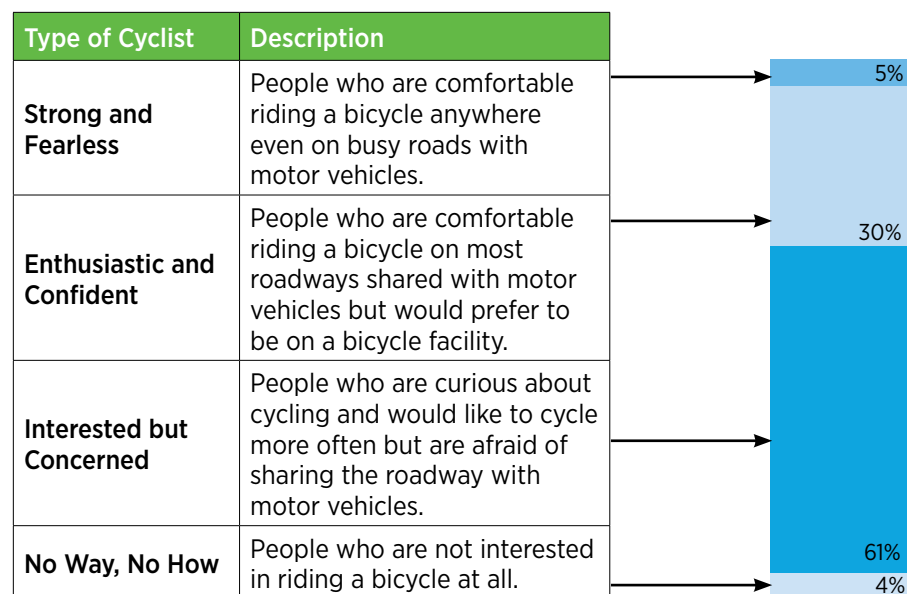 Type of Cyclist
Description
Strong and
Fearless
People who are comfortable
riding a bicycle anywhere
even on busy roads with
motor vehicles.
5%
Enthusiastic and
Confident
People who are comfortable
riding a bicycle on most
roadways shared with motor
vehicles but would prefer to
be on a bicycle facility.
30%
Interested but
Concerned
People who are curious about
cycling and would like to cycle
more often but are afraid of
sharing the roadway with
motor vehicles.
61%
No Way, No How
People who are not interested
in riding a bicycle at all.
4%